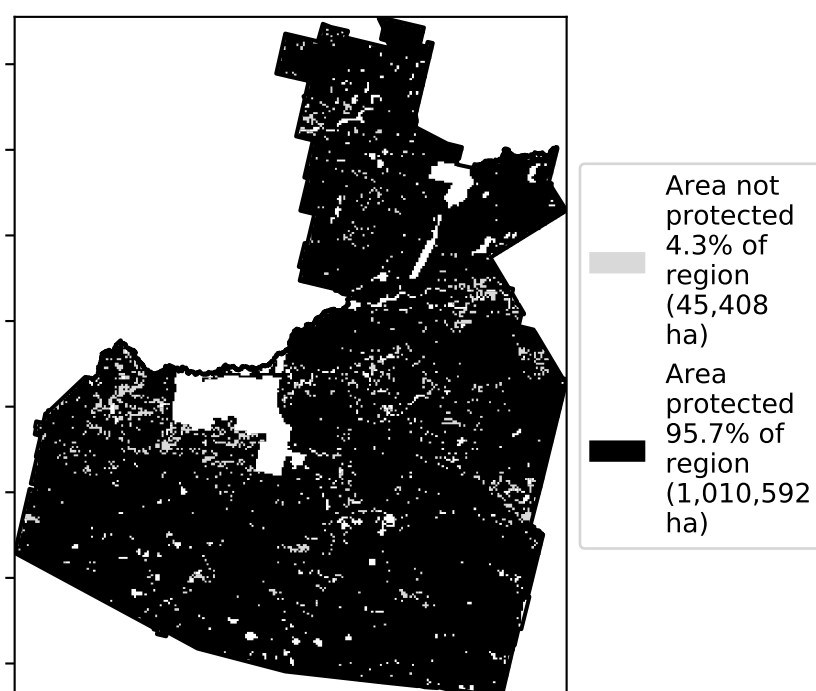 Area not
protected
4.3% of
region
(45,408
ha)
Area
protected
95.7% of
region
(1,010,592
ha)